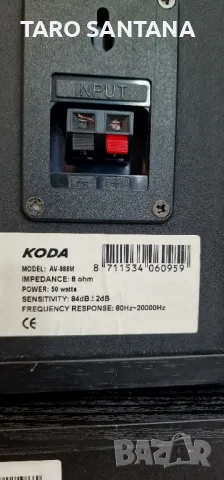 TARO SANTANA
INPUT
KODA
MODEL: AV-988M
IMPEDANCE: 8 ohm
POWER: 50 watts
SENSITIVITY: 84dB±2dB
FREQUENCY RESPONSE: 80Hz~20000Hz
CE
8 711534 060959
bazar